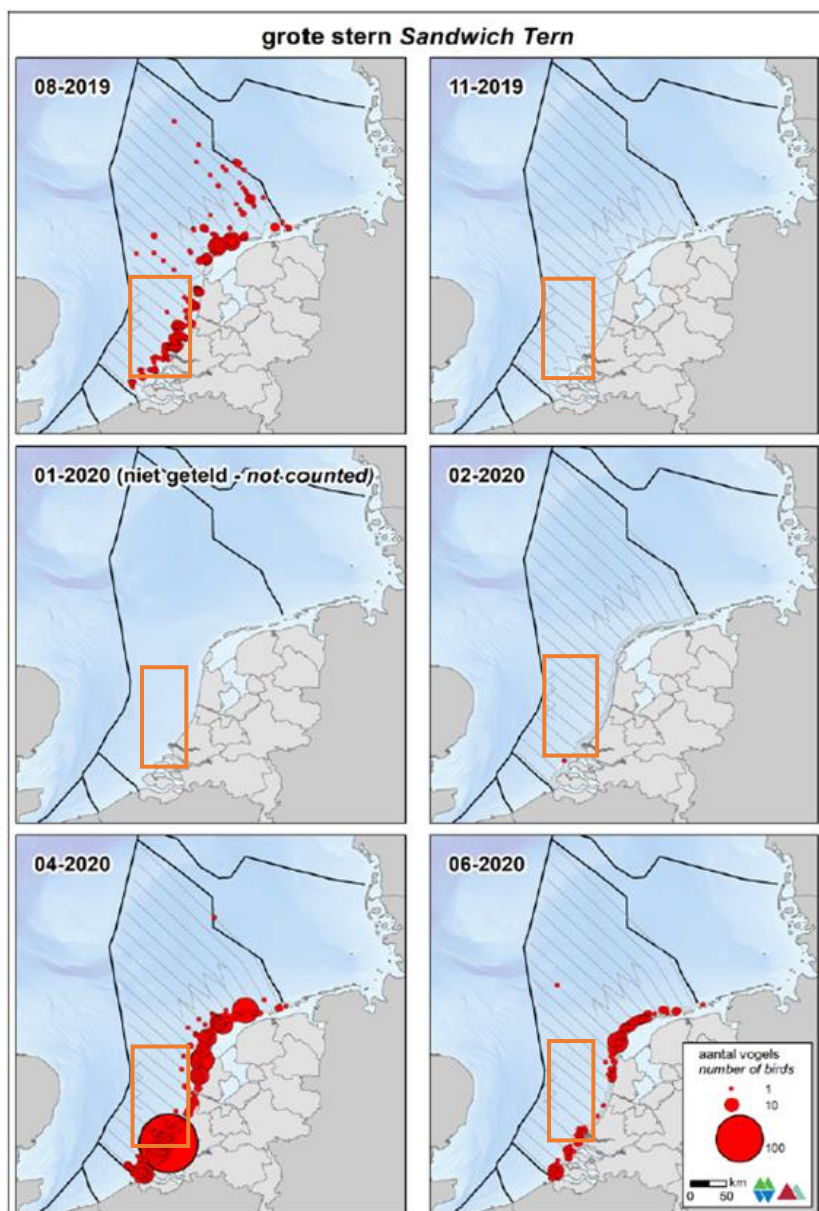 grote stern Sandwich Tern
08-2019
11-2019
01-2020 (niet geteld - not counted)
02-2020
04-2020
06-2020
aantal vogels
number of birds
1
10
100
km
0 50